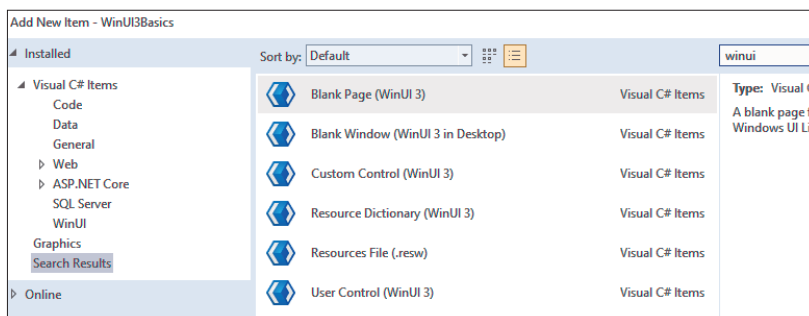 Add New Item - WinUI3Basics
Installed
Sort by: Default
winui
Visual C# Items
Code
Data
General
Web
ASP.NET Core
SQL Server
WinUI
Graphics
Search Results
Online
Blank Page (WinUI 3) Visual C# Items
Blank Window (WinUI 3 in Desktop) Visual C# Items
Custom Control (WinUI 3) Visual C# Items
Resource Dictionary (WinUI 3) Visual C# Items
Resources File (.resw) Visual C# Items
User Control (WinUI 3) Visual C# Items
Type: Visual
A blank page
Windows UI